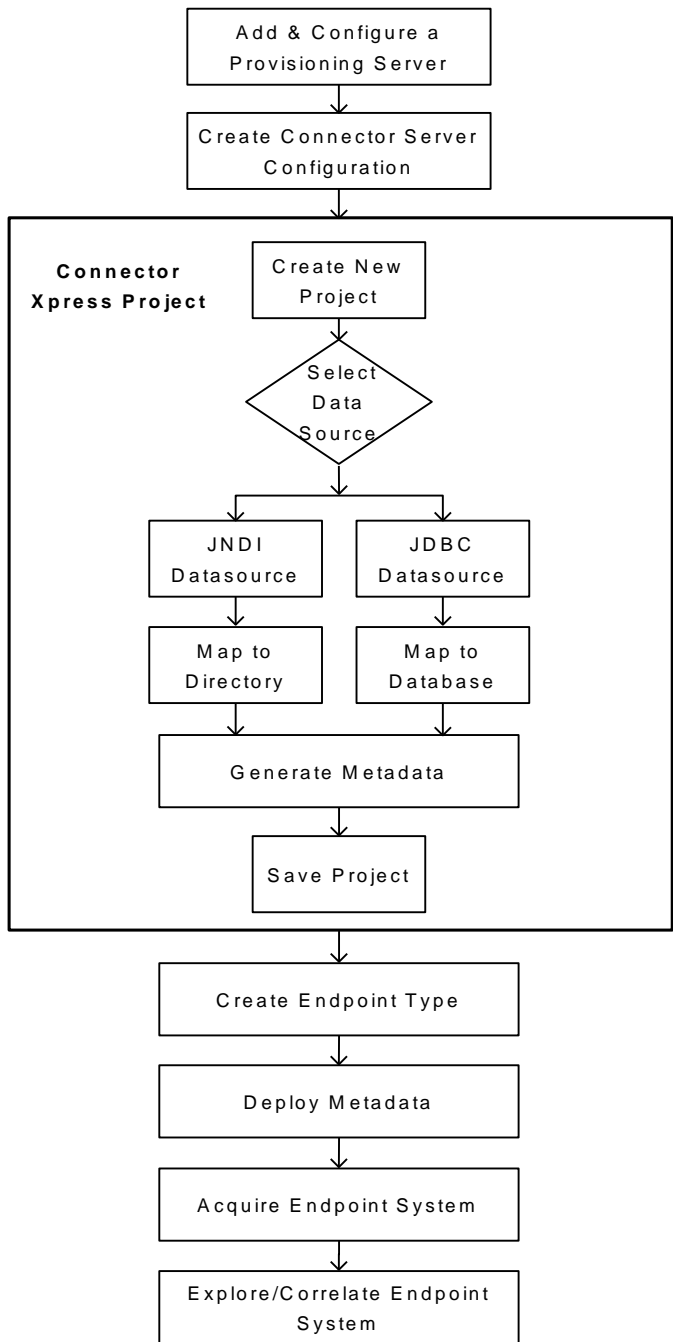 Add & Configure a
Provisioning Server
Create Connector Server
Configuration
Connector
Xpress Project
Create New
Project
Select
Data
Source
JNDI
Datasource
JDBC
Datasource
Map to
Directory
Map to
Database
Generate Metadata
Save Project
Create Endpoint Type
Deploy Metadata
Acquire Endpoint System
Explore/Correlate Endpoint
System